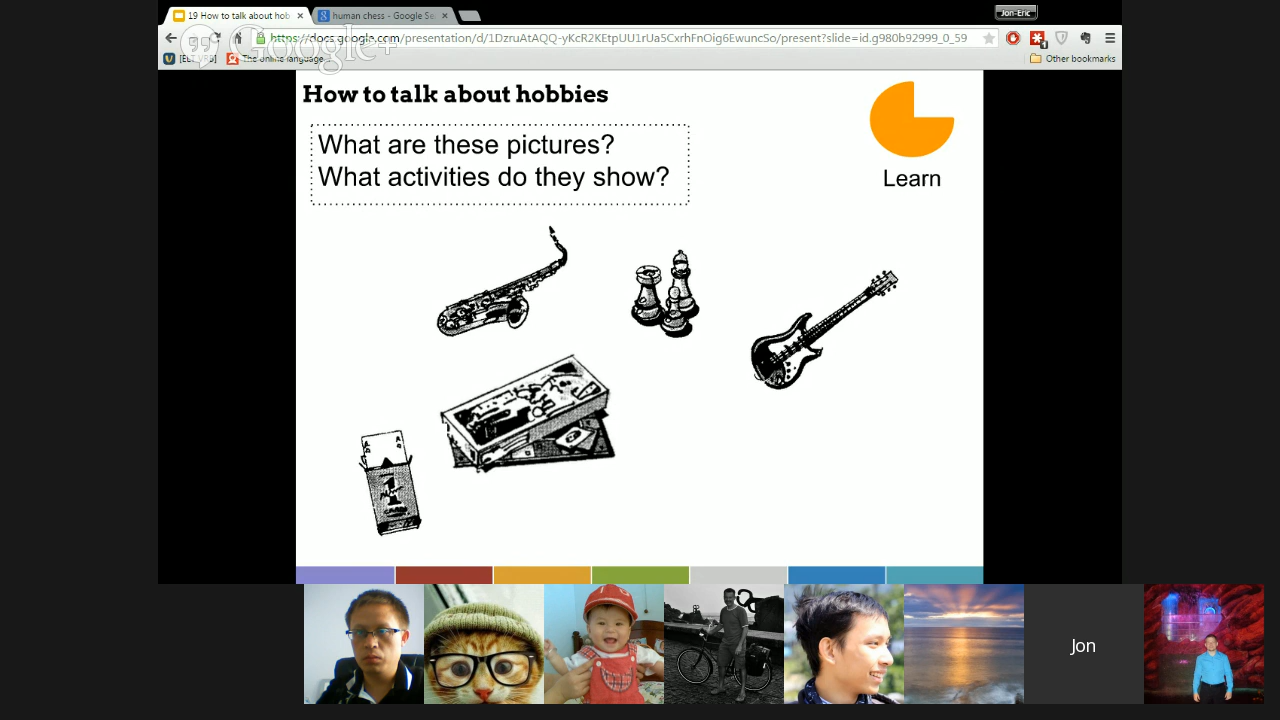 19 How to talk about hob
human chess - Google Se
Jon-Eric
https://docs.google.com/presentation/d/1DzruAtAQQ-yKcR2KEtpUU1rUa5CxrhFnOig6EwuncSo/present?slide=id.g980b92999_0_59
Google+
The online language
Other bookmarks
How to talk about hobbies
What are these pictures?
What activities do they show?
Learn
Jon